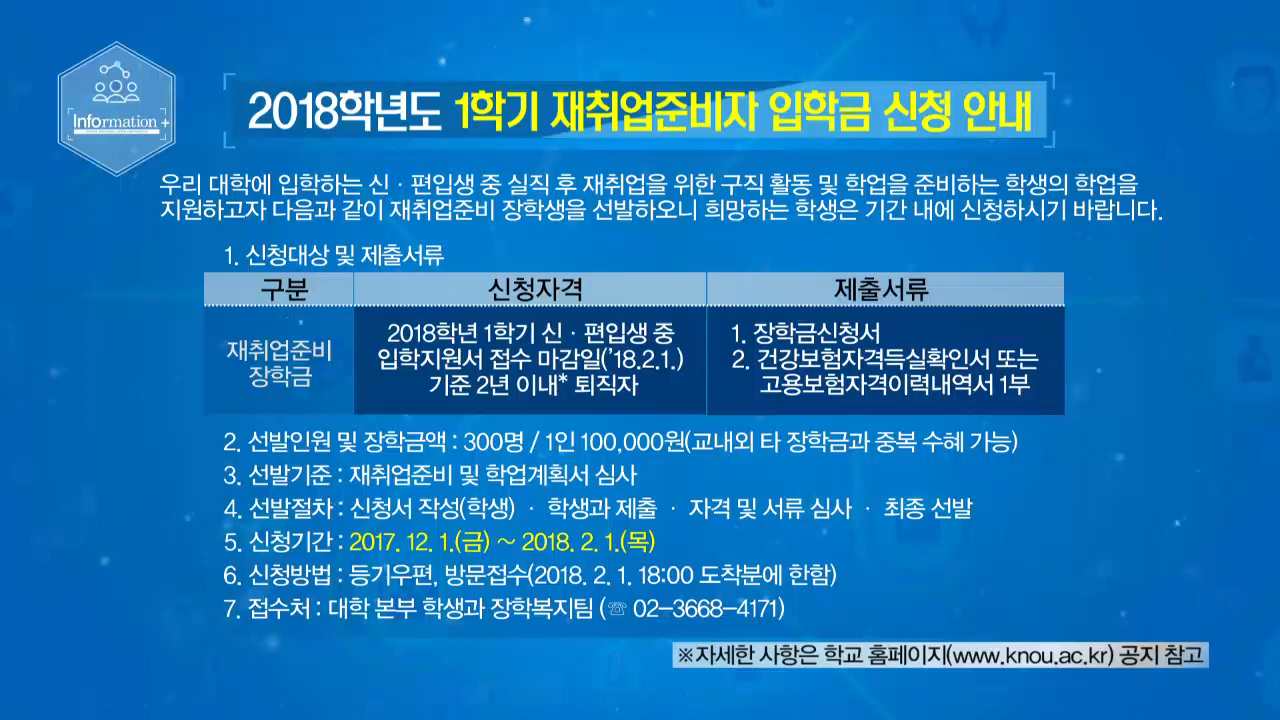 Information +
2018학년도 1학기 재취업준비자 입학금 신청 안내
우리 대학에 입학하는 신 · 편입생 중 실직 후 재취업을 위한 구직 활동 및 학업을 준비하는 학생의 학업을
지원하고자 다음과 같이 재취업준비 장학생을 선발하오니 희망하는 학생은 기간 내에 신청하시기 바랍니다.
1. 신청대상 및 제출서류
구분 신청자격 제출서류
재취업준비
장학금
2018학년 1학기 신 · 편입생 중
입학지원서 접수 마감일('18.2.1.)
기준 2년 이내* 퇴직자
1. 장학금신청서
2. 건강보험자격득실확인서 또는
고용보험자격이력내역서 1부
2. 선발인원 및 장학금액 : 300명 / 1인 100,000원(교내외 타 장학금과 중복 수혜 가능)
3. 선발기준 : 재취업준비 및 학업계획서 심사
4. 선발절차 : 신청서 작성(학생) · 학생과 제출 · 자격 및 서류 심사 · 최종 선발
5. 신청기간 : 2017. 12. 1.(금) ~ 2018. 2. 1.(목)
6. 신청방법 : 등기우편, 방문접수(2018. 2. 1. 18:00 도착분에 한함)
7. 접수처 : 대학 본부 학생과 장학복지팀 (☏ 02-3668-4171)
※자세한 사항은 학교 홈페이지(www.knou.ac.kr) 공지 참고